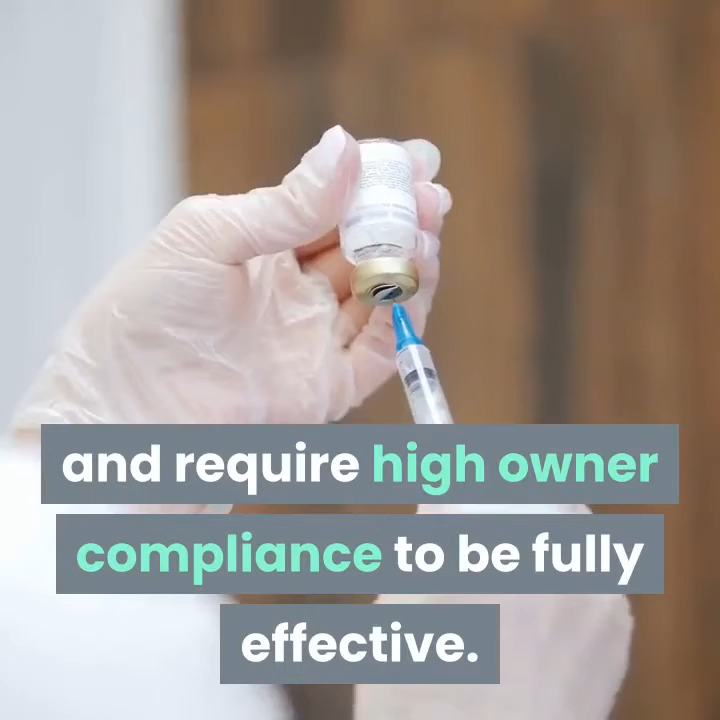 and require high owner
compliance to be fully
effective.